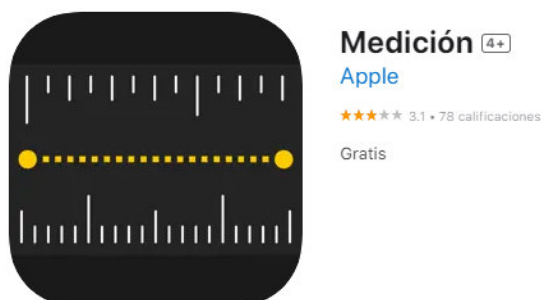 Medición 4+
Apple
3.1 • 78 calificaciones
Gratis